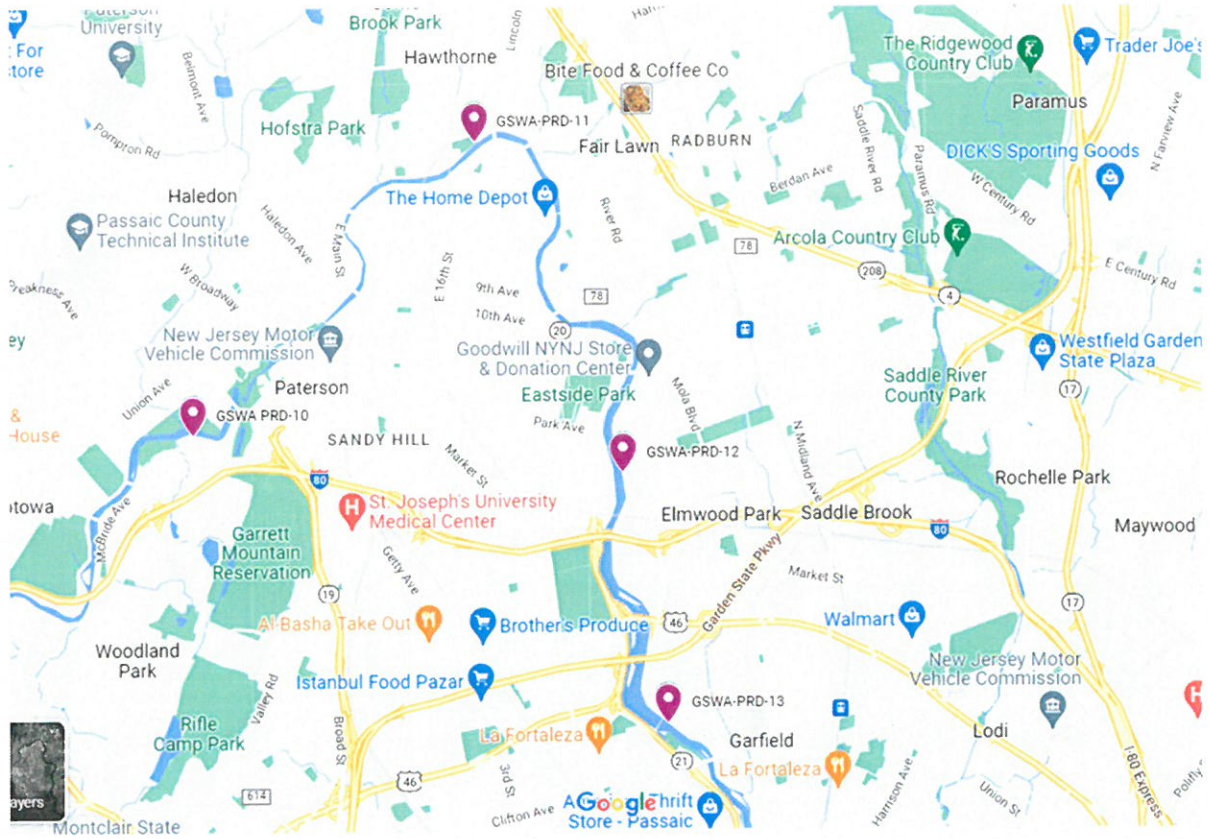 University
Brook Park
Lincoln
Hawthorne
The Ridgewood
Country Club
Trader Joe's
t For
store
Belmont Ave
Bite Food & Coffee Co
Paramus
N Farview Ave
Pompton Rd
Hofstra Park
GSWA-PRD-11
Fair Lawn
RADBURN
Saddle River Rd
Paramus Rd
DICK'S Sporting Goods
Berdan Ave
W Century Rd
Haledon
The Home Depot
River Rd
Passaic County
Technical Institute
Haledon Ave
E Main St
Arcola Country Club
78
E 16th St
208
4
E Century Rd
W Broadway
Preakness Ave
9th Ave
78
10th Ave
20
New Jersey Motor
Vehicle Commission
Goodwill NYNJ Store
& Donation Center
Westfield Garden
State Plaza
ey
Paterson
Eastside Park
Mola Blvd
Saddle River
County Park
17
Union Ave
GSWA PRD-10
Park Ave
&
House
SANDY HILL
Market St
GSWA-PRD-12
N Midland Ave
80
Rochelle Park
otowa
McBride Ave
St. Joseph's University
Medical Center
Elmwood Park
Saddle Brook
80
Maywood
Garrett
Mountain
Reservation
Getty Ave
Garden State Pkwy
Market St
19
17
Al-Basha Take Out
Brother's Produce
46
Walmart
Woodland
Park
New Jersey Motor
Vehicle Commission
Istanbul Food Pazar
Valley Rd
GSWA-PRD-13
Rifle
Camp Park
Broad St
La Fortaleza
Garfield
Lodi
21
La Fortaleza
I-80 Express
ayers
46
3rd St
Harrison Ave
Union St
614
Clifton Ave
Google
Thrift
Store - Passaic
Montclair State